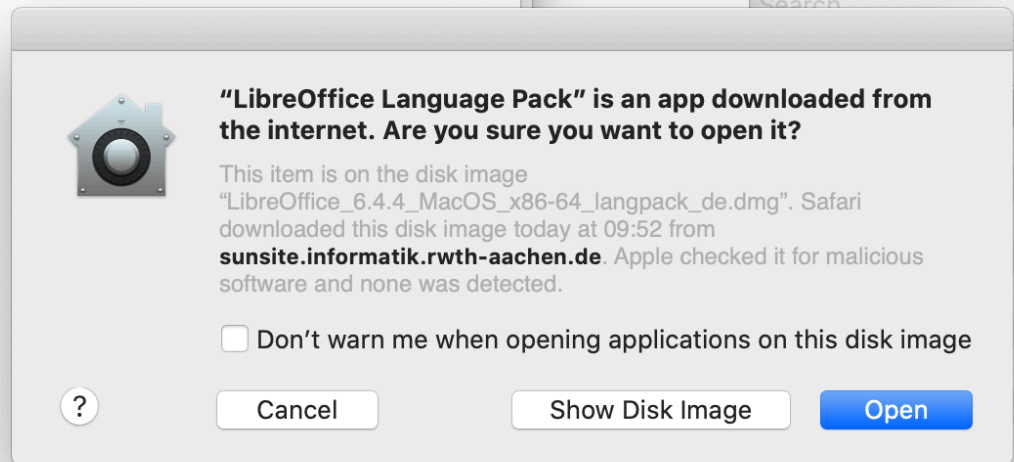 Search
“LibreOffice Language Pack” is an app downloaded from
the internet. Are you sure you want to open it?
This item is on the disk image
“LibreOffice_6.4.4_MacOS_x86-64_langpack_de.dmg”. Safari
downloaded this disk image today at 09:52 from
sunsite.informatik.rwth-aachen.de. Apple checked it for malicious
software and none was detected.
Don’t warn me when opening applications on this disk image
? Cancel Show Disk Image Open